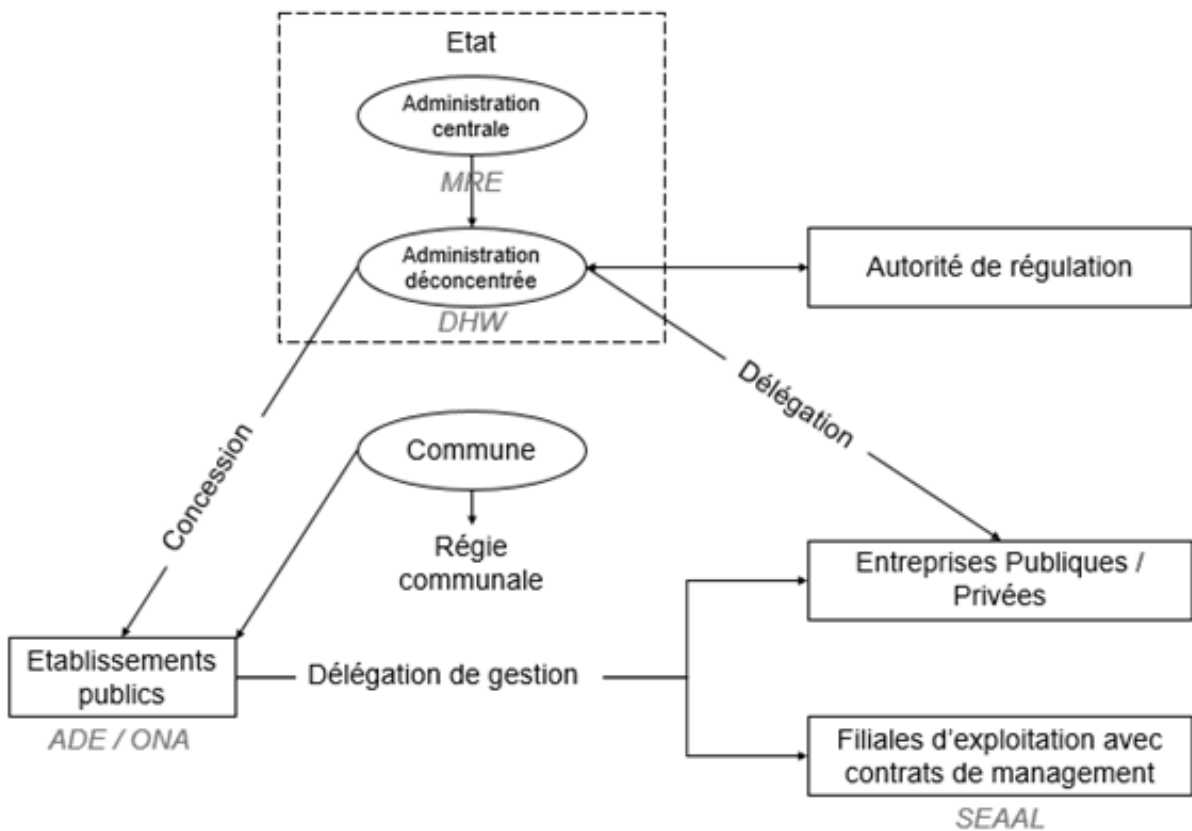 Etat
Administration
centrale
MRE
Administration
déconcentrée
DHW
Autorité de régulation
Délégation
Concession
Commune
Régie
communale
Entreprises Publiques /
Privées
Etablissements
publics
ADE / ONA
Délégation de gestion
Filiales d'exploitation avec
contrats de management
SEAAL